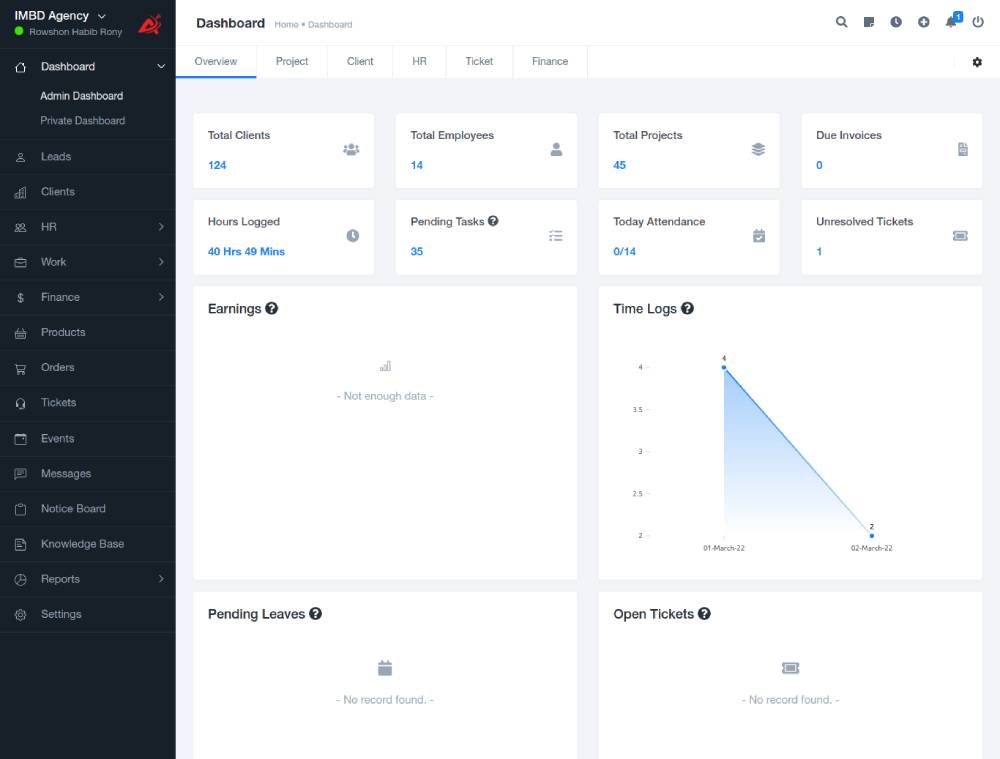 IMBD Agency
Rowshon Habib Rony
Dashboard
Admin Dashboard
Private Dashboard
Leads
Clients
HR
Work
Finance
Products
Orders
Tickets
Events
Messages
Notice Board
Knowledge Base
Reports
Settings
Dashboard Home • Dashboard
1
Overview Project Client HR Ticket Finance
Total Clients
124
Total Employees
14
Total Projects
45
Due Invoices
0
Hours Logged
40 Hrs 49 Mins
Pending Tasks ?
35
Today Attendance
0/14
Unresolved Tickets
1
Earnings ?
- Not enough data -
Time Logs ?
4
4
3.5
3
2.5
2
2
01-March-22 02-March-22
Pending Leaves ?
- No record found. -
Open Tickets ?
- No record found. -